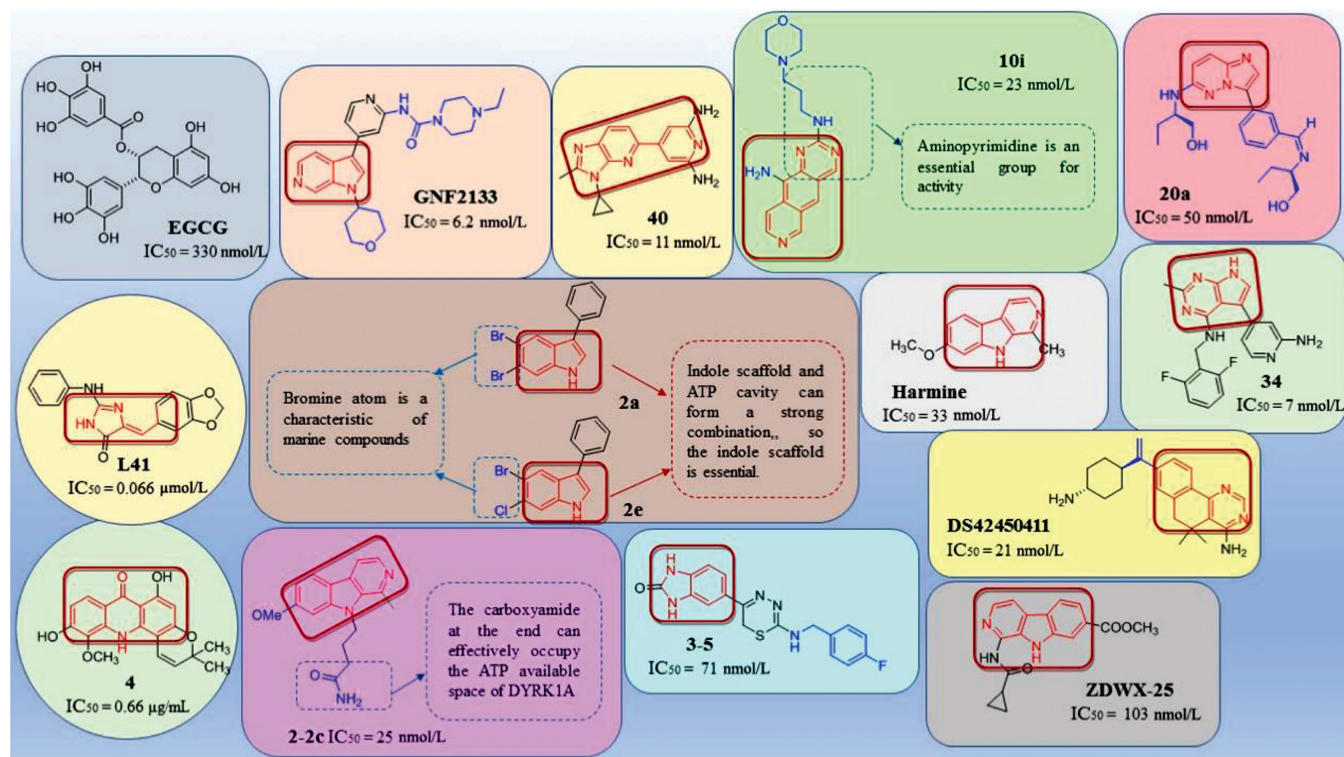 OH
HO
HO
O
O
OH
HO
HO
OH
O
OH
EGCG
IC₅₀ = 330 nmol/L
N
H
N
O
N
N
N
N
O
GNF2133
IC₅₀ = 6.2 nmol/L
N
N
N
N
NH₂
NH₂
40
IC₅₀ = 11 nmol/L
O
N
NH
N
N
H₂N
N
10i
IC₅₀ = 23 nmol/L
Aminopyrimidine is an
essential group for
activity
N
N
N
HN
OH
H
N
HO
20a
IC₅₀ = 50 nmol/L
NH
N
O
HN
O
O
L41
IC₅₀ = 0.066 μmol/L
Bromine atom is a
characteristic of
marine compounds
Br
Br
N
H
2a
Br
Cl
N
H
2e
Indole scaffold and
ATP cavity can
form a strong
combination,, so
the indole scaffold
is essential.
N
H₃CO
N
H
CH₃
Harmine
IC₅₀ = 33 nmol/L
H
N
N
N
NH
N
NH₂
F
F
34
IC₅₀ = 7 nmol/L
H₂N
N
N
NH₂
DS42450411
IC₅₀ = 21 nmol/L
O
OH
HO
OCH₃
N
H
O
CH₃
CH₃
4
IC₅₀ = 0.66 μg/mL
N
OMe
N
O
NH₂
The carboxyamide
at the end can
effectively occupy
the ATP available
space of DYRK1A
2-2c IC₅₀ = 25 nmol/L
H
N
O
N
H
N
N
S
N
H
F
3-5
IC₅₀ = 71 nmol/L
N
N
H
COOCH₃
HN
O
ZDWX-25
IC₅₀ = 103 nmol/L